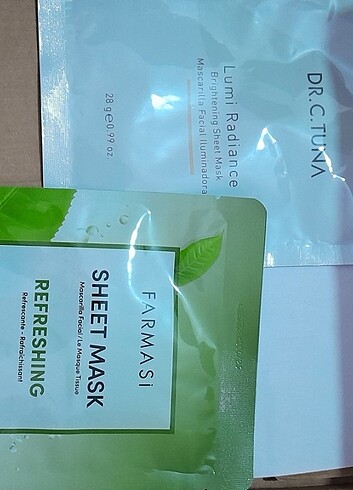 DR.C.TUNA
Lumi Radiance
Brightening Sheet Mask
Mascarilla Facial Iluminadora
28 g e 0.99 oz.
FARMASi
SHEET MASK
Mascarilla Facial / Le Masque Tissue
REFRESHING
Refrescante - Rafraîchissant